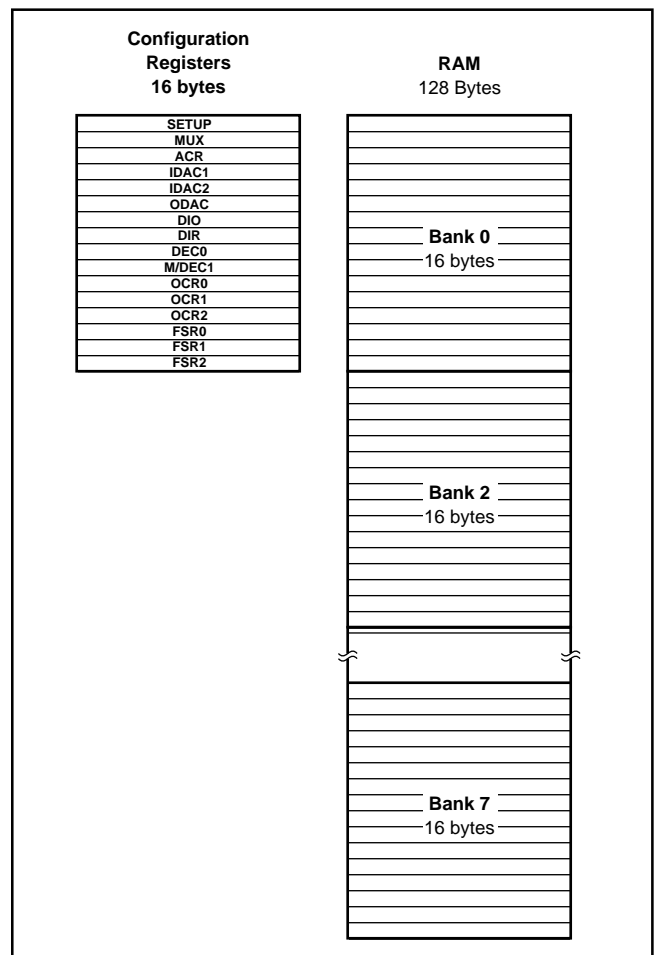 Configuration
Registers
16 bytes
SETUP
MUX
ACR
IDAC1
IDAC2
ODAC
DIO
DIR
DEC0
M/DEC1
OCR0
OCR1
OCR2
FSR0
FSR1
FSR2
RAM
128 Bytes
Bank 0
16 bytes
Bank 2
16 bytes
Bank 7
16 bytes